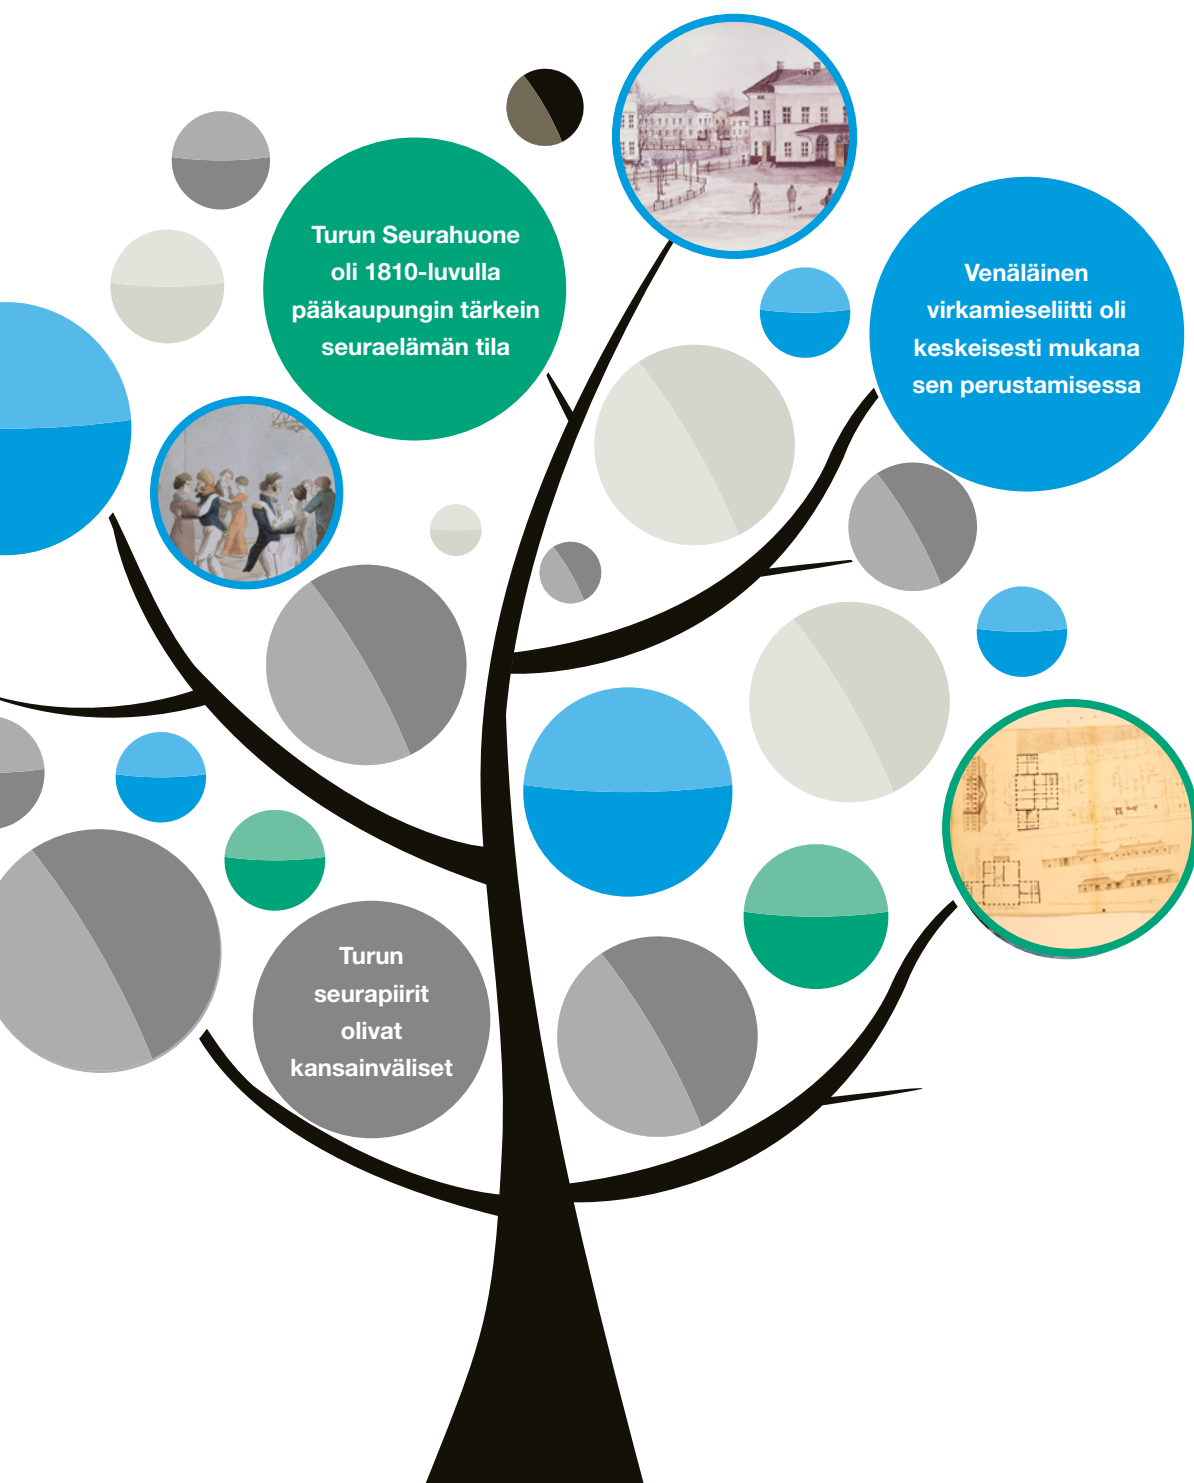 Turun Seurahuone
oli 1810-luvulla
pääkaupungin tärkein
seuraelämän tila
Venäläinen
virkamieseliitti oli
keskeisesti mukana
sen perustamisessa
Turun
seurapiirit
olivat
kansainväliset